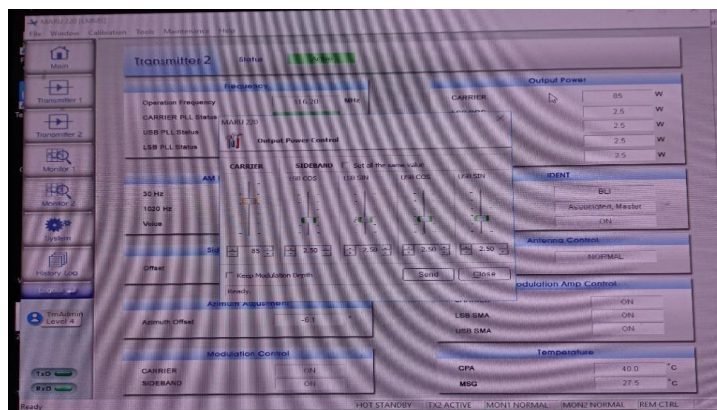 MARU 220 [EMMS]
File Window Calibration Tools Maintenance Help
Main
Transmitter 1
Transmitter 2
Monitor 1
Monitor 2
System
History Log
TmAdmin
Level 4
TxD
RxD
Ready
Transmitter 2 Status
Frequency
Operation Frequency 116.20 MHz
CARRIER PLL Status
USB PLL Status
LSB PLL Status
30 Hz
1020 Hz
Voice
Offset
Azimuth Adjustment
Azimuth Offset -6.1 °
Modulation Control
CARRIER ON
SIDEBAND ON
MARU 220
Output Power Control
CARRIER SIDEBAND Set all the same value
LSB SIN USB COS USB SIN
85 2.50 2.50 2.50 2.50
Keep Modulation Depth Send Close
Ready.
Output Power
CARRIER 85 W
2.5 W
2.5 W
2.5 W
2.5 W
IDENT
BLI
Associated, Master
ON
Antenna Control
NORMAL
Modulation Amp Control
ON
LSB SMA ON
USB SMA ON
Temperature
CPA 40.0 °C
MSG 27.5 °C
HOT STANDBY TX2 ACTIVE MON1 NORMAL MON2 NORMAL REM CTRL